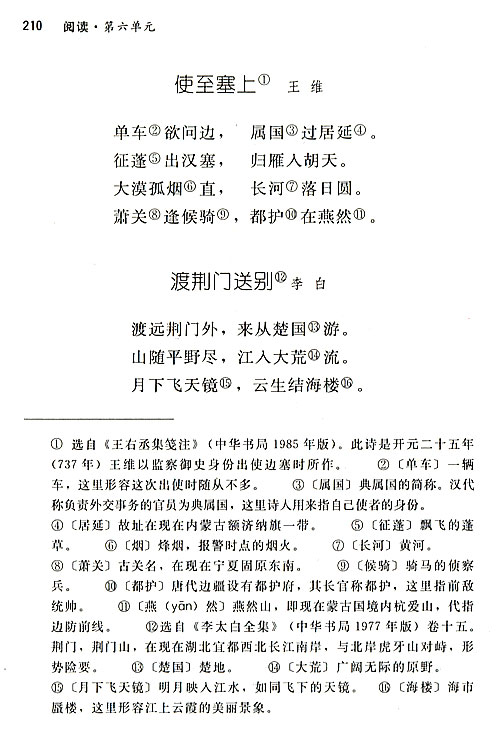 210 阅读·第六单元
使至塞上① 王 维
单车②欲问边， 属国③过居延④。
征蓬⑤出汉塞， 归雁入胡天。
大漠孤烟⑥直， 长河⑦落日圆。
萧关⑧逢候骑⑨，都护⑩在燕然⑪。
渡荆门送别⑫李 白
渡远荆门外，来从楚国⑬游。
山随平野尽，江入大荒⑭流。
月下飞天镜⑮，云生结海楼⑯。
① 选自《王右丞集笺注》（中华书局 1985 年版）。此诗是开元二十五年
（737 年）王维以监察御史身份出使边塞时所作。 ②〔单车〕一辆
车，这里形容这次出使时随从不多。 ③〔属国〕典属国的简称。汉代
称负责外交事务的官员为典属国，这里诗人用来指自己使者的身份。
④〔居延〕故址在现在内蒙古额济纳旗一带。 ⑤〔征蓬〕飘飞的蓬
草。 ⑥〔烟〕烽烟，报警时点的烟火。 ⑦〔长河〕黄河。
⑧〔萧关〕古关名，在现在宁夏固原东南。 ⑨〔候骑〕骑马的侦察
兵。 ⑩〔都护〕唐代边疆设有都护府，其长官称都护，这里指前敌
统帅。 ⑪〔燕（yān）然〕燕然山，即现在蒙古国境内杭爱山，代指
边防前线。 ⑫选自《李太白全集》（中华书局 1977 年版）卷十五。
荆门，荆门山，在现在湖北宜都西北长江南岸，与北岸虎牙山对峙，形
势险要。 ⑬〔楚国〕楚地。 ⑭〔大荒〕广阔无际的原野。
⑮〔月下飞天镜〕明月映入江水，如同飞下的天镜。 ⑯〔海楼〕海市
蜃楼，这里形容江上云霞的美丽景象。